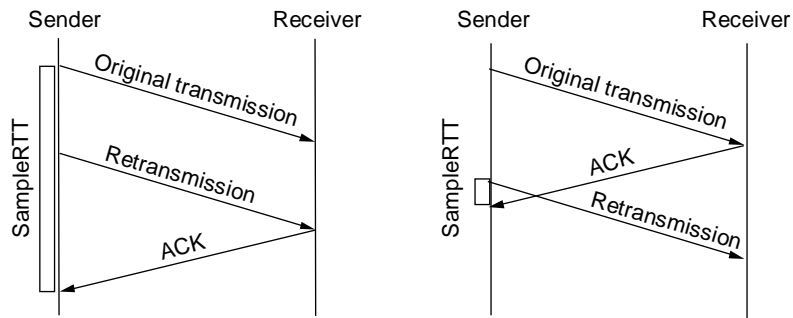 Sender
Receiver
Original transmission
SampleRTT
Retransmission
ACK
Sender
Receiver
Original transmission
SampleRTT
ACK
Retransmission